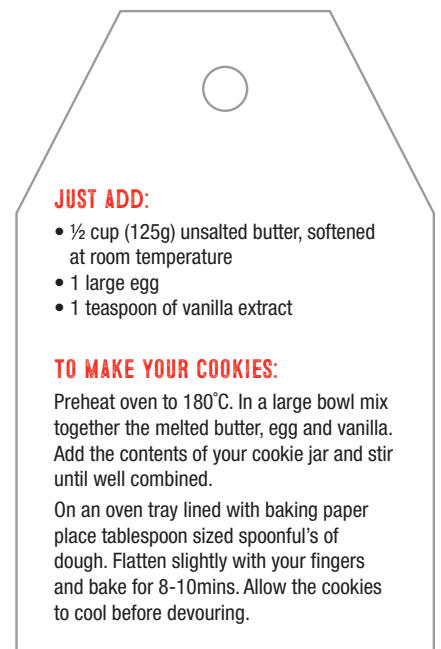 JUST ADD:
• ½ cup (125g) unsalted butter, softened
at room temperature
• 1 large egg
• 1 teaspoon of vanilla extract
TO MAKE YOUR COOKIES:
Preheat oven to 180°C. In a large bowl mix
together the melted butter, egg and vanilla.
Add the contents of your cookie jar and stir
until well combined.
On an oven tray lined with baking paper
place tablespoon sized spoonful's of
dough. Flatten slightly with your fingers
and bake for 8-10mins. Allow the cookies
to cool before devouring.